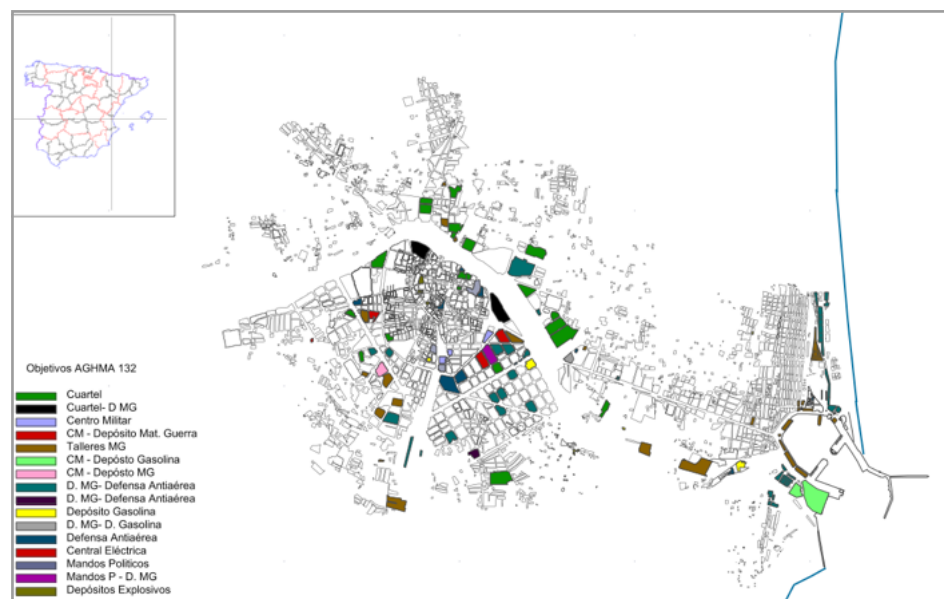 Objetivos AGHMA 132
Cuartel
Cuartel- D MG
Centro Militar
CM - Depósito Mat. Guerra
Talleres MG
CM - Depósto Gasolina
CM - Depósto MG
D. MG- Defensa Antiaérea
D. MG- Defensa Antiaérea
Depósito Gasolina
D. MG- D. Gasolina
Defensa Antiaérea
Central Eléctrica
Mandos Politicos
Mandos P - D. MG
Depósitos Explosivos